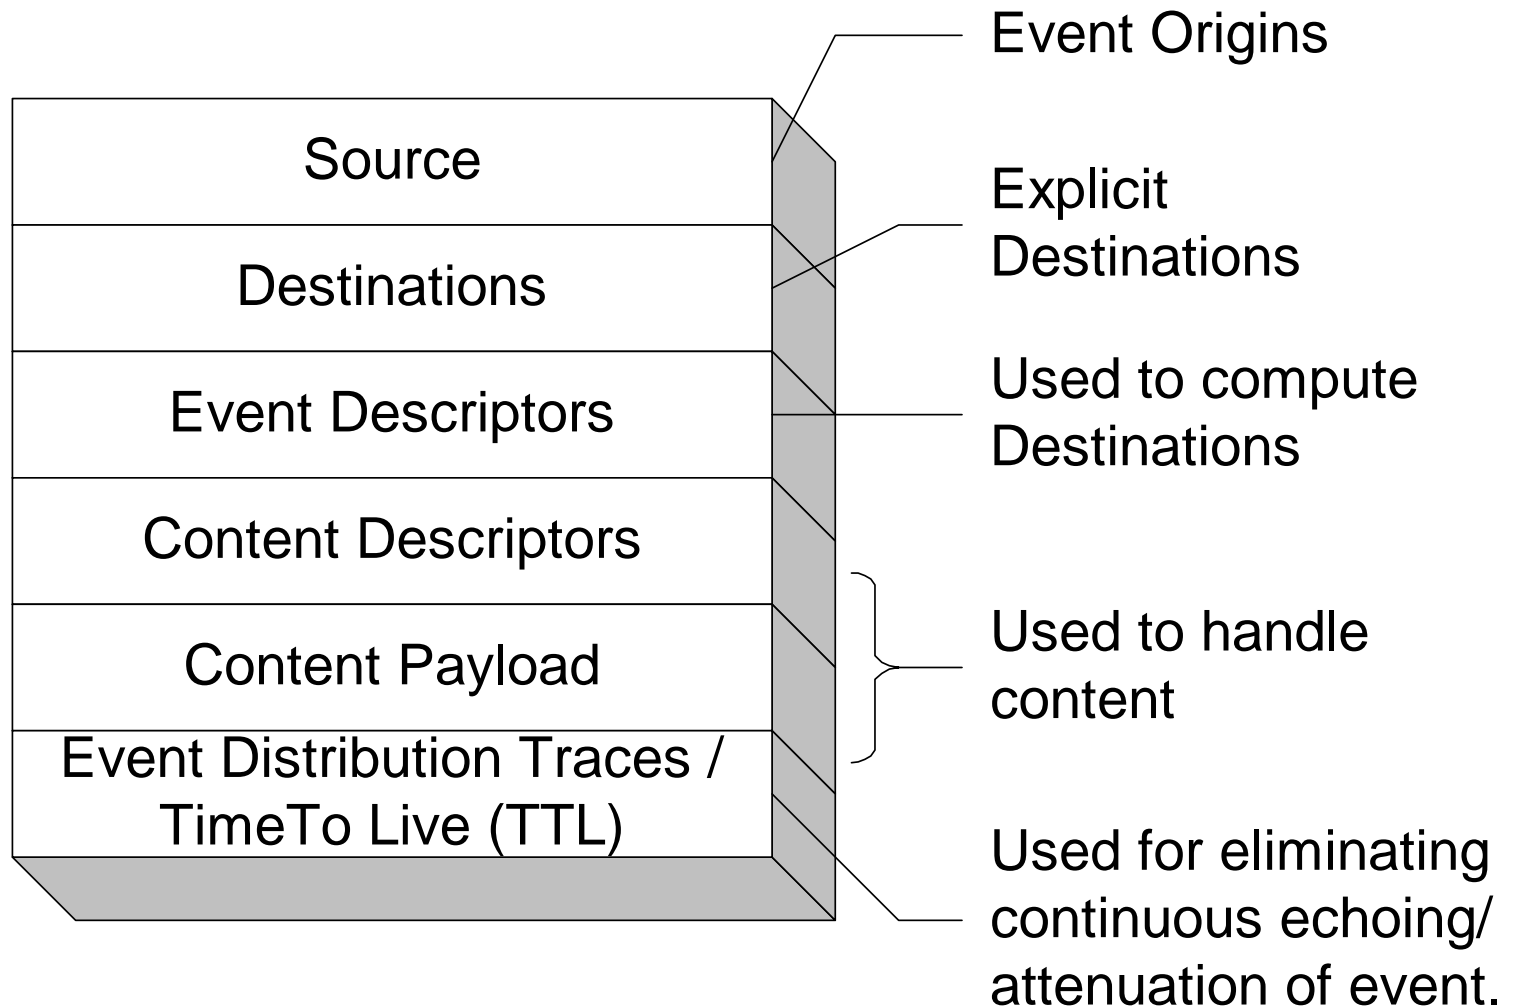 Event Origins
Source
Explicit
Destinations
Destinations
Used to compute
Destinations
Event Descriptors
Content Descriptors
Used to handle
content
Content Payload
Event Distribution Traces /
TimeTo Live (TTL)
Used for eliminating
continuous echoing/
attenuation of event.